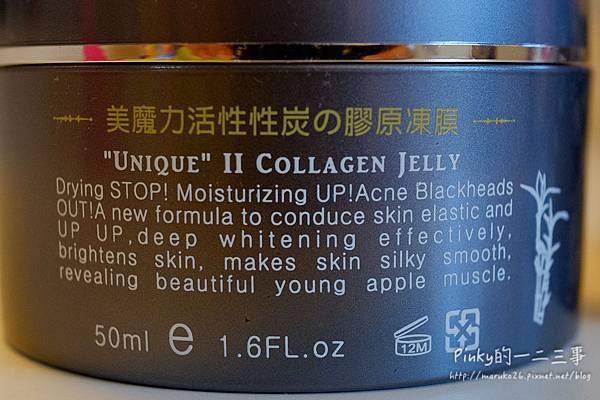 美魔力活性性炭の膠原凍膜
"UNIQUE" II COLLAGEN JELLY
Drying STOP! Moisturizing UP!Acne Blackheads
OUT!A new formula to conduce skin elastic and
UP UP,deep whitening effectively,
brightens skin, makes skin silky smooth,
revealing beautiful young apple muscle.
50ml e 1.6FL.oz
12M
Pinky的一二三事
http://maruko26.pixnet.net/blog